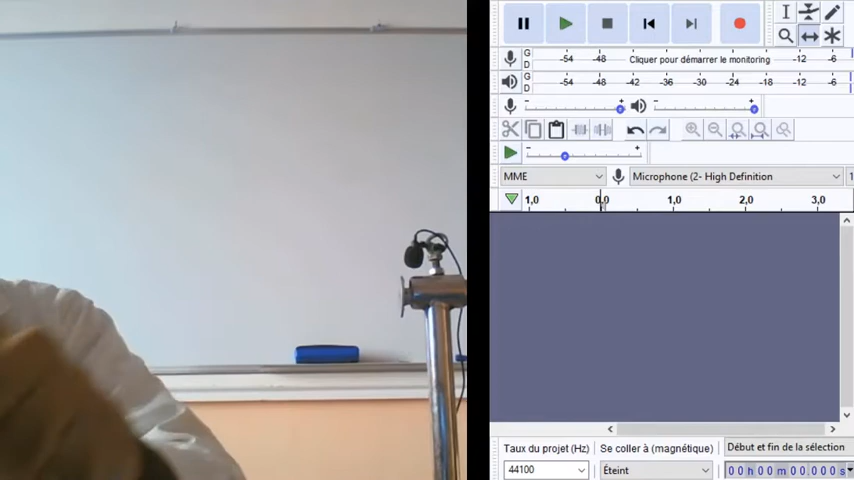 G
D
-54 -48 Cliquer pour démarrer le monitoring -12 -6
G
D
-54 -48 -42 -36 -30 -24 -18 -12 -6
- +
- +
- +
MME
Microphone (2- High Definition
1
1,0 0,0 1,0 2,0 3,0
Taux du projet (Hz)
Se coller à (magnétique)
Début et fin de la sélection
44100
Éteint
00 h 00 m 00.000 s